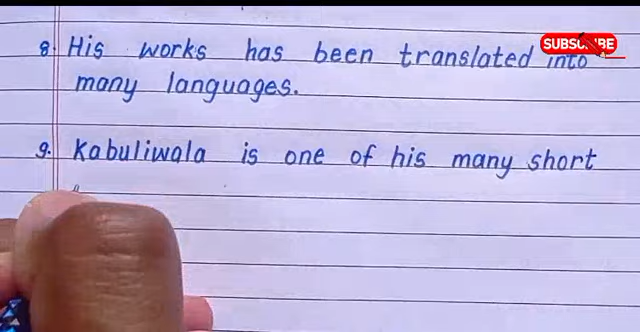 8. His works has been translated into
many languages.
9. Kabuliwala is one of his many short
SUBSCRIBE